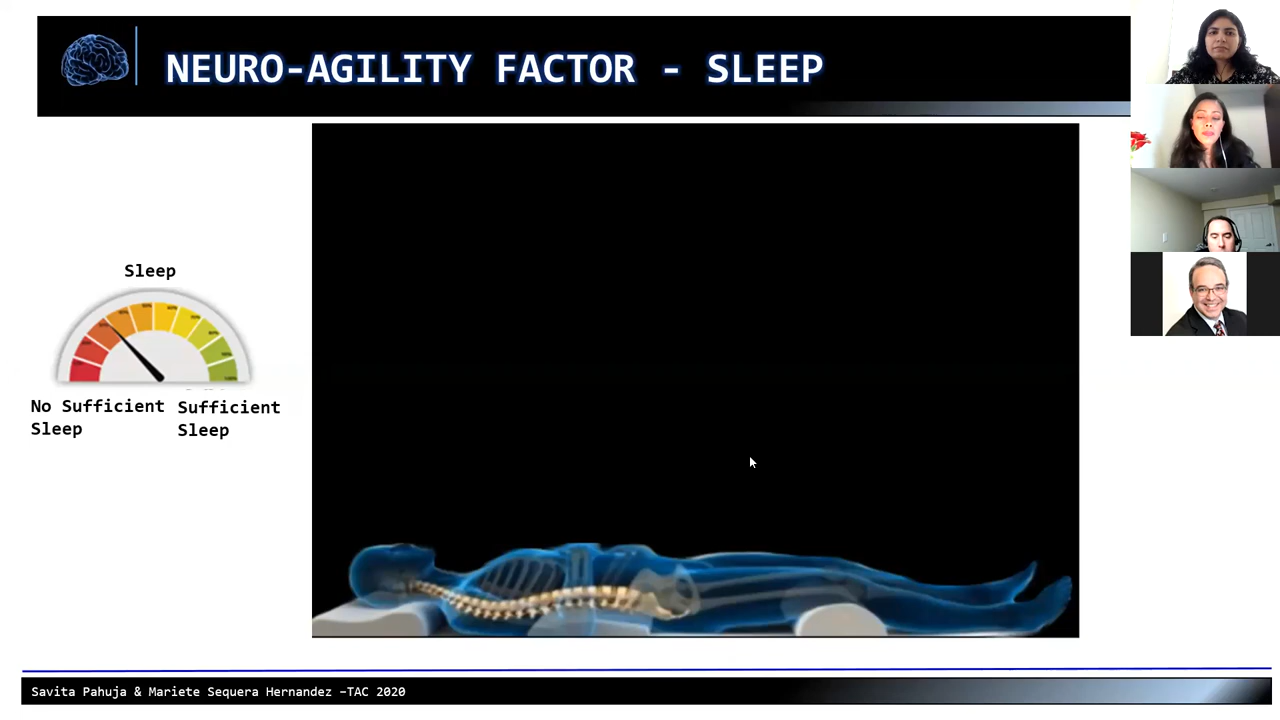 NEURO-AGILITY FACTOR - SLEEP
Sleep
No Sufficient
Sleep
Sufficient
Sleep
Savita Pahuja & Mariete Sequera Hernandez –TAC 2020